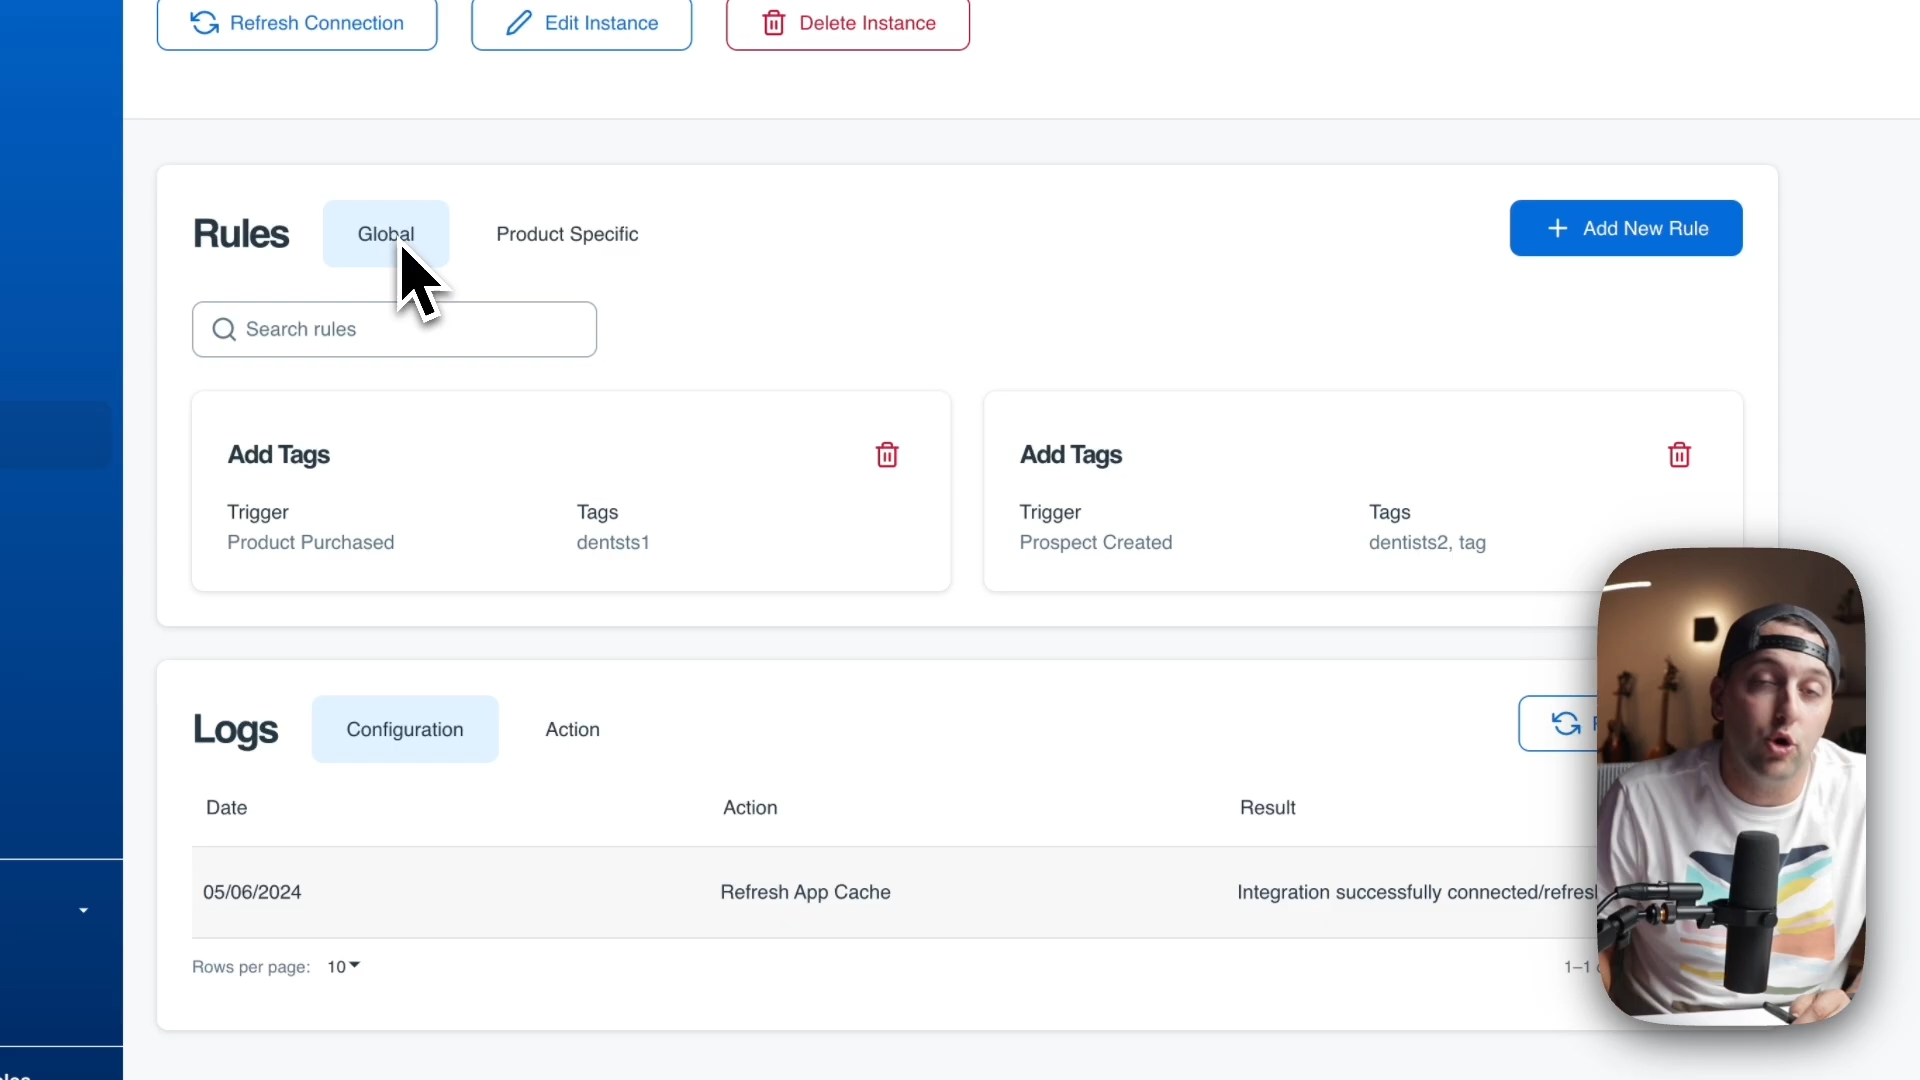 Refresh Connection
Edit Instance
Delete Instance
Rules
Global
Product Specific
Add New Rule
Search rules
Add Tags
Trigger
Product Purchased
Tags
dentsts1
Add Tags
Trigger
Prospect Created
Tags
dentists2, tag
Logs
Configuration
Action
Date
Action
Result
05/06/2024
Refresh App Cache
Integration successfully connected/refresh
Rows per page: 10
1–1